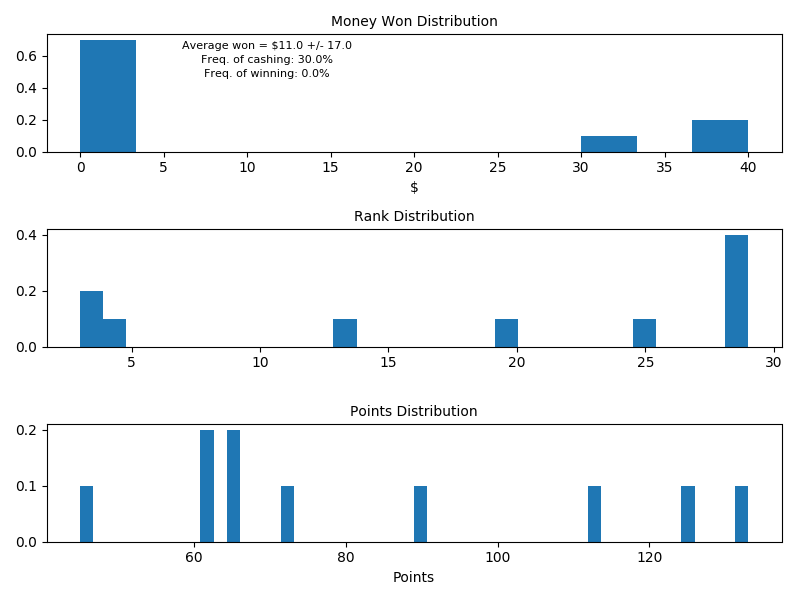 Money Won Distribution
Average won = $11.0 +/- 17.0
Freq. of cashing: 30.0%
Freq. of winning: 0.0%
0.6
0.4
0.2
0.0
0 5 10 15 20 25 30 35 40
$
Rank Distribution
0.4
0.2
0.0
5 10 15 20 25 30
Points Distribution
0.2
0.1
0.0
60 80 100 120
Points